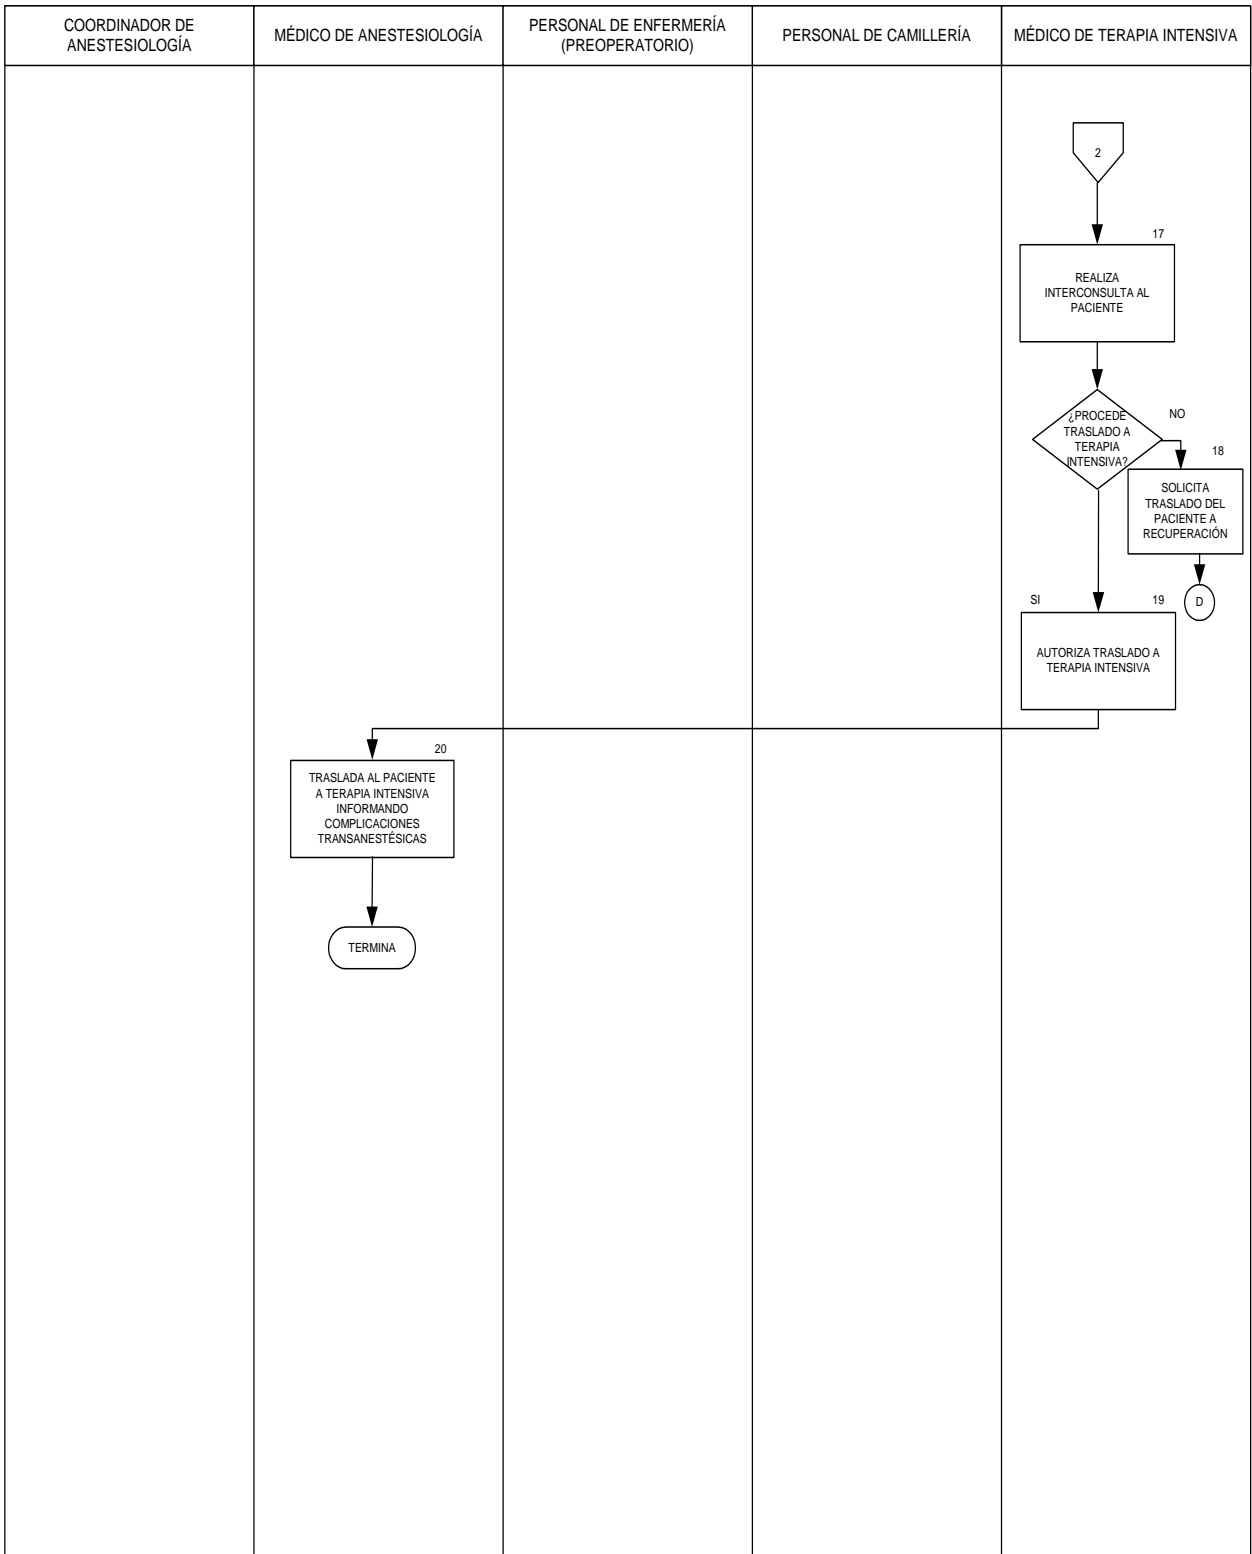 COORDINADOR DE
ANESTESIOLOGÍA
MÉDICO DE ANESTESIOLOGÍA
PERSONAL DE ENFERMERÍA
(PREOPERATORIO)
PERSONAL DE CAMILLERÍA
MÉDICO DE TERAPIA INTENSIVA
2
17
REALIZA
INTERCONSULTA AL
PACIENTE
¿PROCEDE
TRASLADO A
TERAPIA
INTENSIVA?
NO
18
SOLICITA
TRASLADO DEL
PACIENTE A
RECUPERACIÓN
D
SI
19
AUTORIZA TRASLADO A
TERAPIA INTENSIVA
20
TRASLADA AL PACIENTE
A TERAPIA INTENSIVA
INFORMANDO
COMPLICACIONES
TRANSANESTÉSICAS
TERMINA